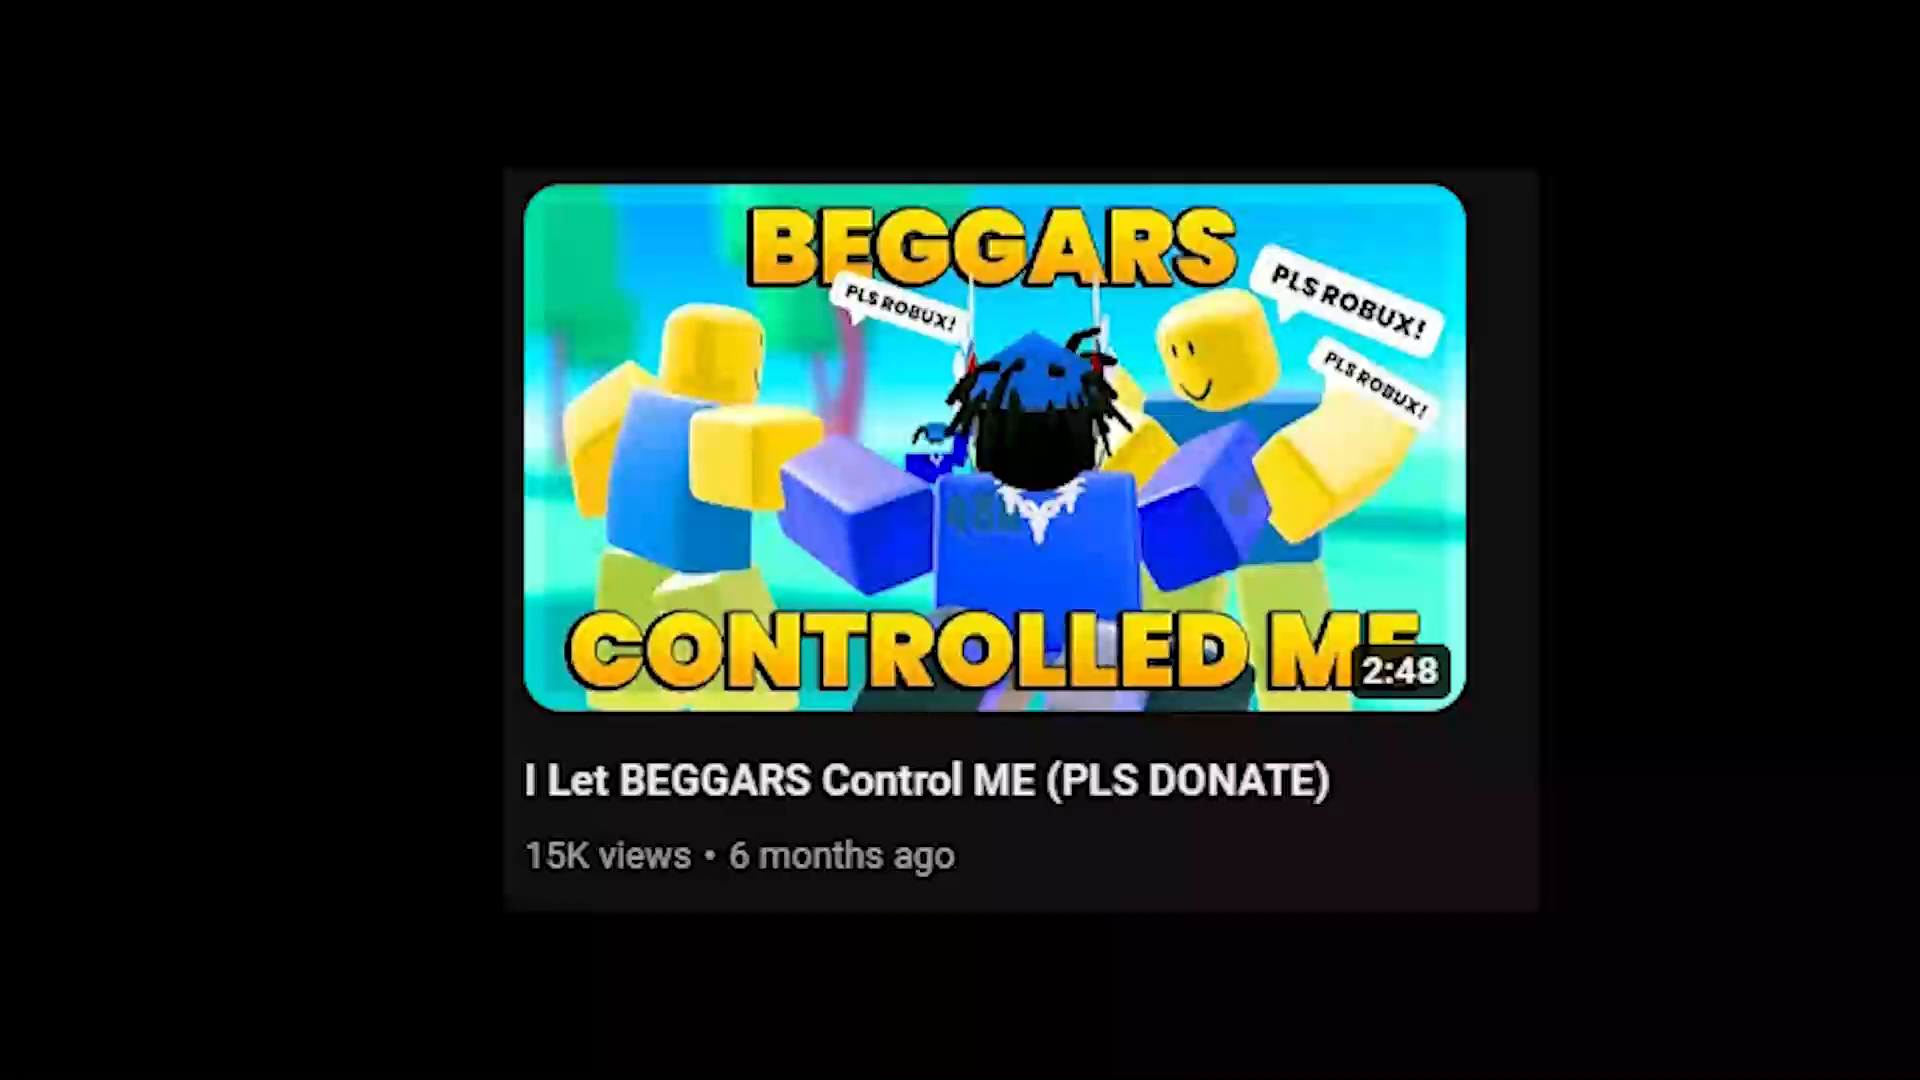 BEGGARS
PLS ROBUX!
PLS ROBUX!
PLS ROBUX!
CONTROLLED ME
2:48
I Let BEGGARS Control ME (PLS DONATE)
15K views • 6 months ago